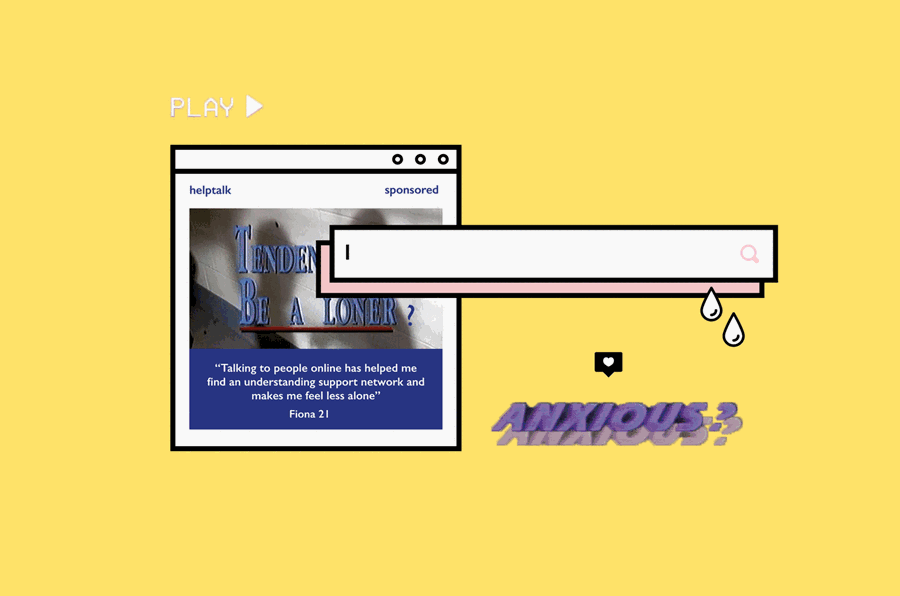 PLAY
helptalk sponsored
TENDEN
BE A LONER?
“Talking to people online has helped me
find an understanding support network and
makes me feel less alone”
Fiona 21
ANXIOUS?